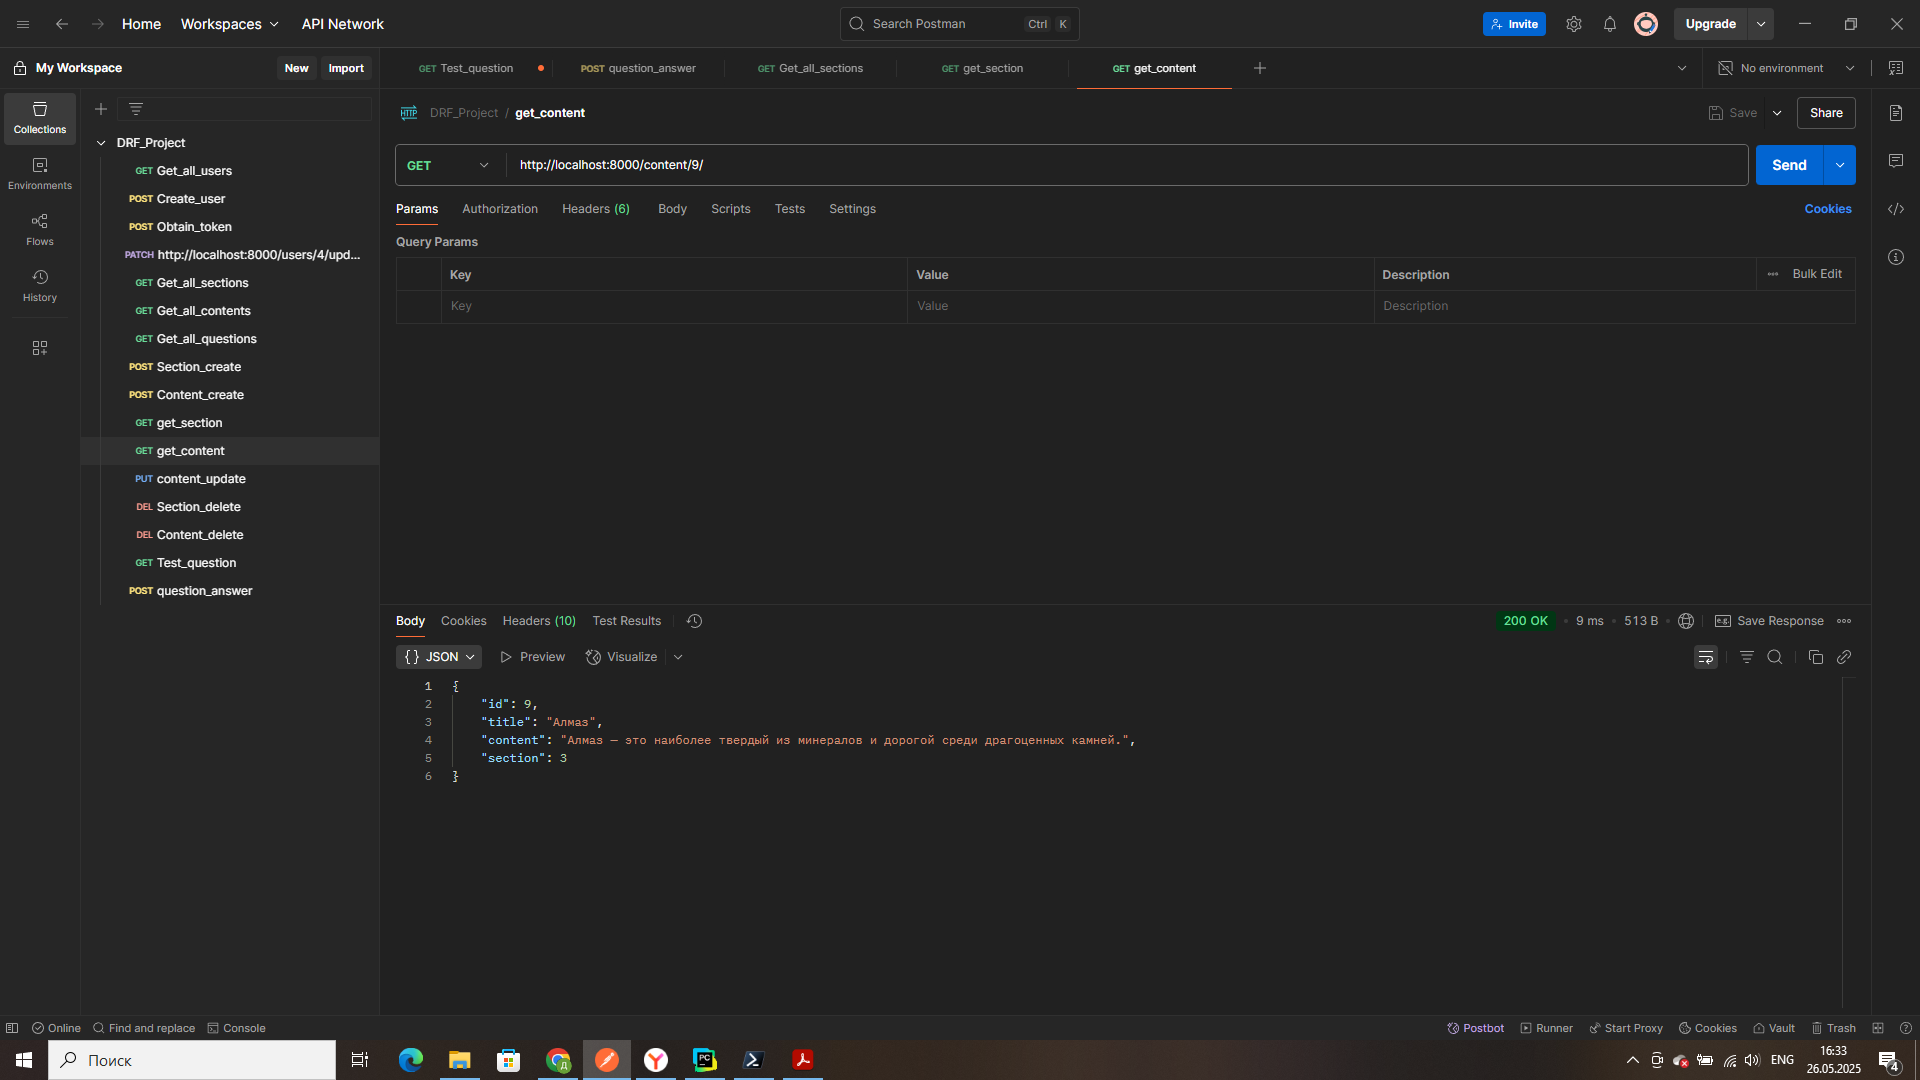 Home Workspaces API Network Search Postman Ctrl K Invite Upgrade
My Workspace New Import GET Test_question POST question_answer GET Get_all_sections GET get_section GET get_content No environment
Collections
Environments
Flows
History
DRF_Project
GET Get_all_users
POST Create_user
POST Obtain_token
PATCH http://localhost:8000/users/4/upd...
GET Get_all_sections
GET Get_all_contents
GET Get_all_questions
POST Section_create
POST Content_create
GET get_section
GET get_content
PUT content_update
DEL Section_delete
DEL Content_delete
GET Test_question
POST question_answer
HTTP DRF_Project / get_content Save Share
GET http://localhost:8000/content/9/ Send
Params Authorization Headers (6) Body Scripts Tests Settings Cookies
Query Params
Key Value Description Bulk Edit
Key Value Description
Body Cookies Headers (10) Test Results 200 OK 9 ms 513 B e.g. Save Response
{} JSON Preview Visualize
1 {
2 "id": 9,
3 "title": "Алмаз",
4 "content": "Алмаз — это наиболее твердый из минералов и дорогой среди драгоценных камней.",
5 "section": 3
6 }
Online Find and replace Console Postbot Runner Start Proxy Cookies Vault Trash
Поиск PC ENG 16:33
26.05.2025 4